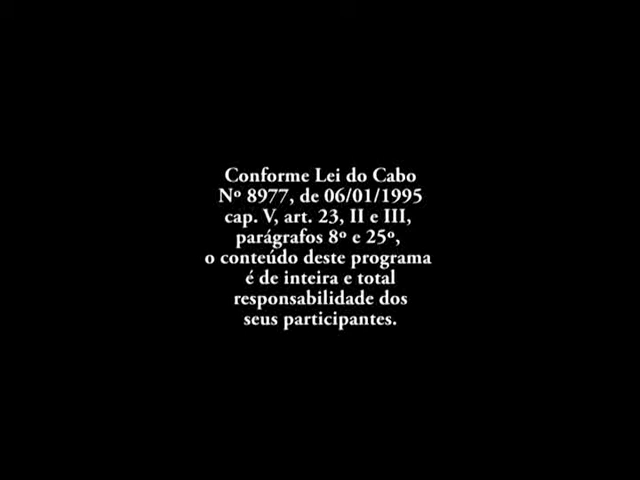 Conforme Lei do Cabo
Nº 8977, de 06/01/1995
cap. V, art. 23, II e III,
parágrafos 8º e 25º,
o conteúdo deste programa
é de inteira e total
responsabilidade dos
seus participantes.